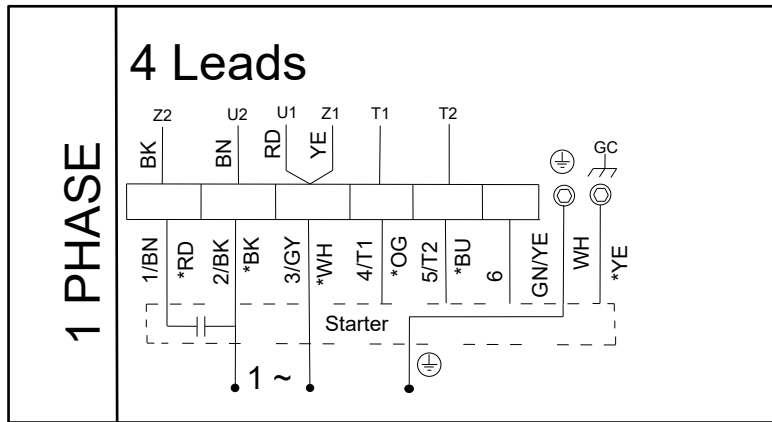 1 PHASE
4 Leads
Z2 U2 U1 Z1 T1 T2 GC
BK BN RD YE
1/BN *RD 2/BK *BK 3/GY *WH 4/T1 *OG 5/T2 *BU 6 GN/YE WH *YE
Starter
1 ~